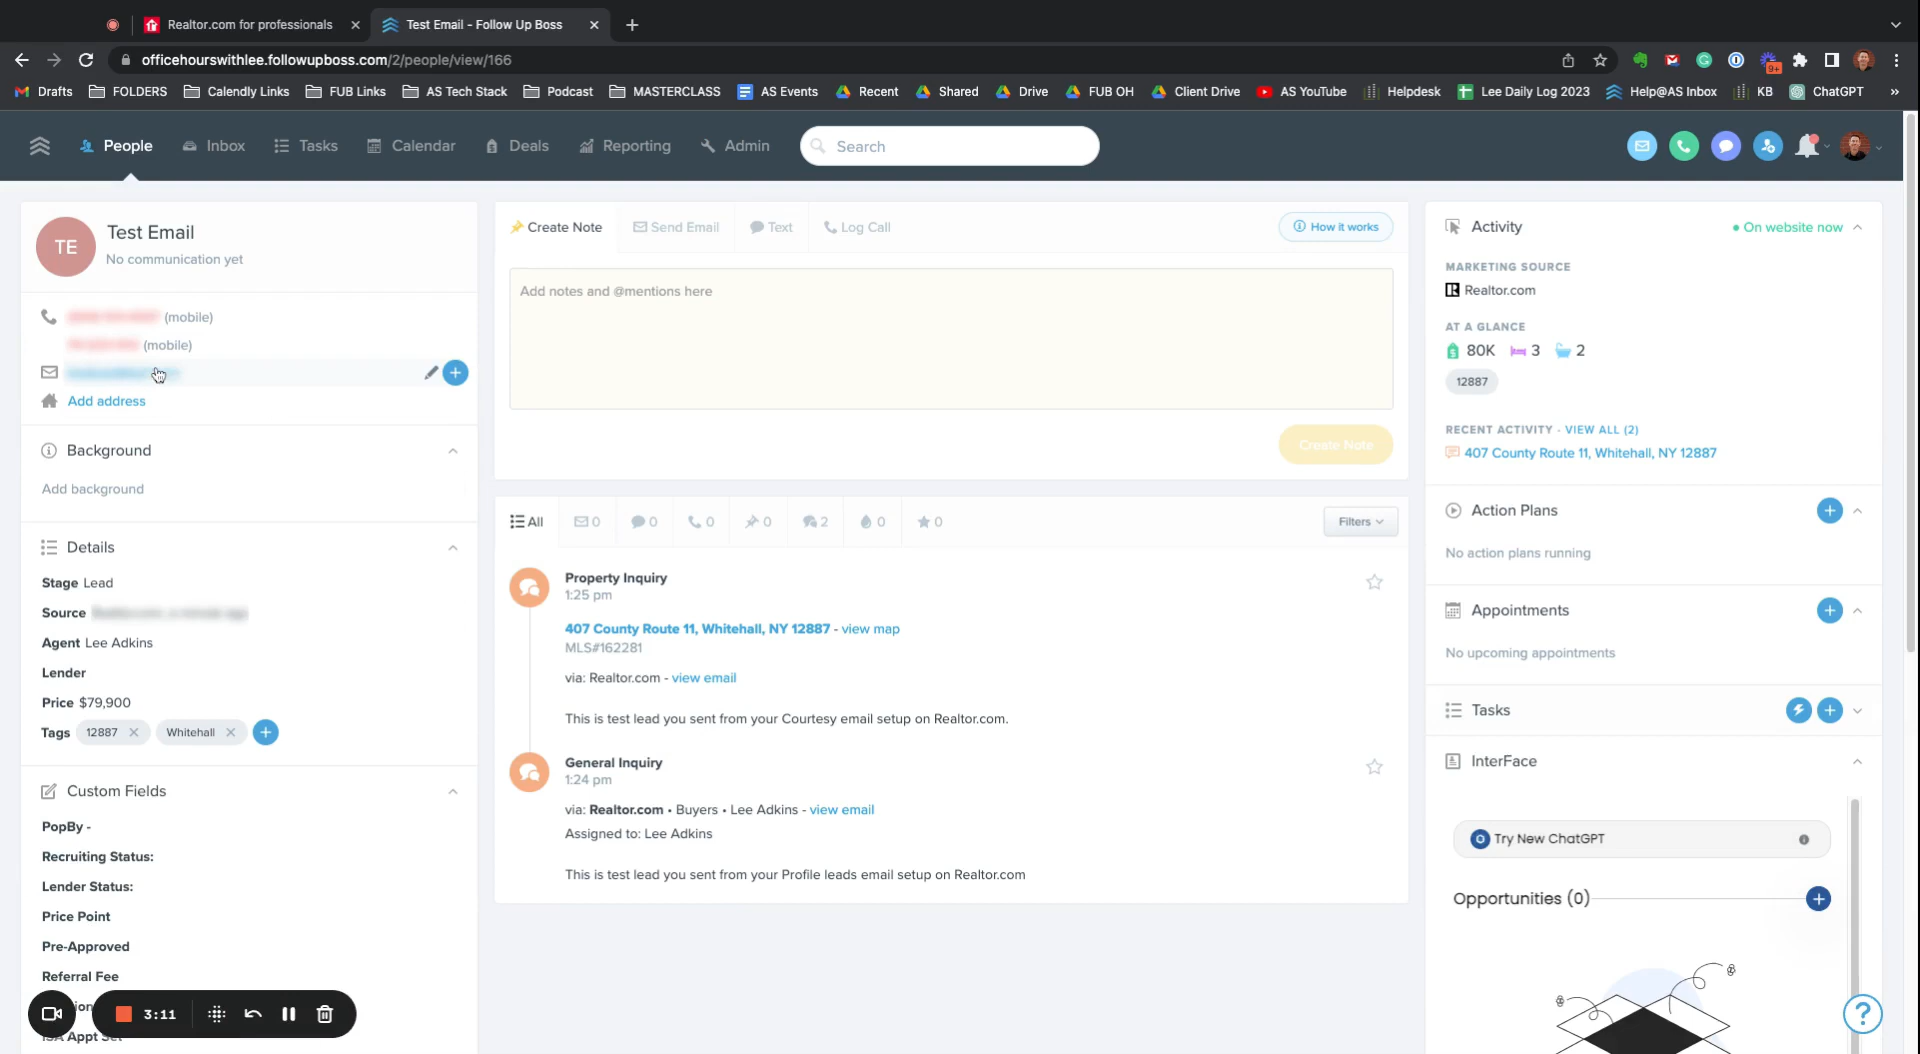 Realtor.com for professionals
Test Email - Follow Up Boss
officehourswithlee.followupboss.com/2/people/view/166
9+
Drafts FOLDERS Calendly Links FUB Links AS Tech Stack Podcast MASTERCLASS AS Events Recent Shared Drive FUB OH Client Drive AS YouTube Helpdesk Lee Daily Log 2023 Help@AS Inbox KB ChatGPT »
People Inbox Tasks Calendar Deals Reporting Admin Search
TE
Test Email
No communication yet
(mobile)
(mobile)
Add address
Background
Add background
Details
Stage Lead
Source
Agent Lee Adkins
Lender
Price $79,900
Tags 12887 Whitehall
Custom Fields
PopBy -
Recruiting Status:
Lender Status:
Price Point
Pre-Approved
Referral Fee
3:11
Create Note Send Email Text Log Call How it works
Add notes and @mentions here
Create Note
All 0 0 0 0 2 0 0 Filters
Property Inquiry
1:25 pm
407 County Route 11, Whitehall, NY 12887 - view map
MLS#162281
via: Realtor.com - view email
This is test lead you sent from your Courtesy email setup on Realtor.com.
General Inquiry
1:24 pm
via: Realtor.com • Buyers • Lee Adkins - view email
Assigned to: Lee Adkins
This is test lead you sent from your Profile leads email setup on Realtor.com
Activity On website now
MARKETING SOURCE
Realtor.com
AT A GLANCE
80K 3 2
12887
RECENT ACTIVITY - VIEW ALL (2)
407 County Route 11, Whitehall, NY 12887
Action Plans
No action plans running
Appointments
No upcoming appointments
Tasks
InterFace
Try New ChatGPT
Opportunities (0)
?